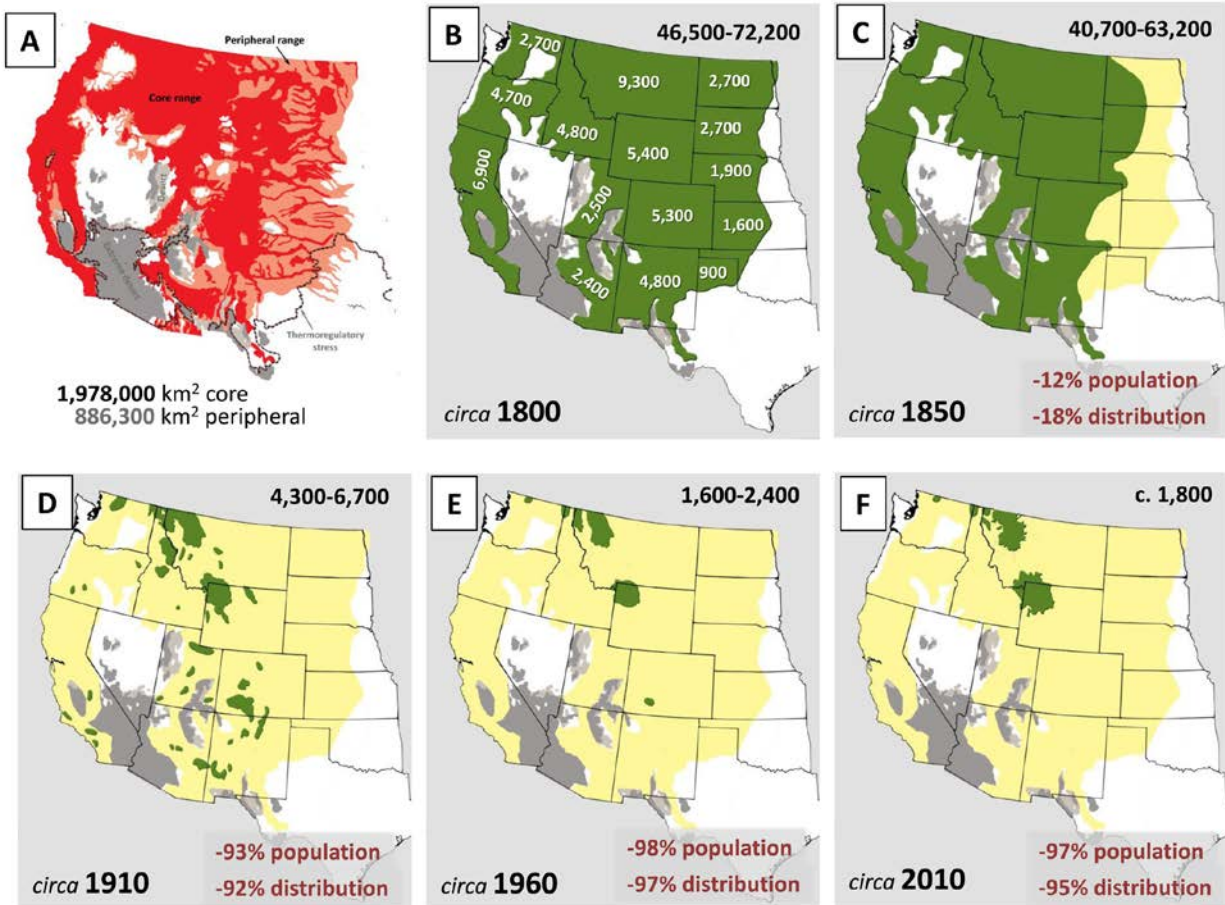 A
Peripheral range
Core range
Dunes
Extreme desert
Thermoregulatory
stress
1,978,000 km² core
886,300 km² peripheral
B
46,500-72,200
2,700
9,300
2,700
4,700
4,800
2,700
5,400
6,900
1,900
2,500
5,300
1,600
2,400
4,800
900
circa 1800
C
40,700-63,200
-12% population
-18% distribution
circa 1850
D
4,300-6,700
-93% population
-92% distribution
circa 1910
E
1,600-2,400
-98% population
-97% distribution
circa 1960
F
c. 1,800
-97% population
-95% distribution
circa 2010